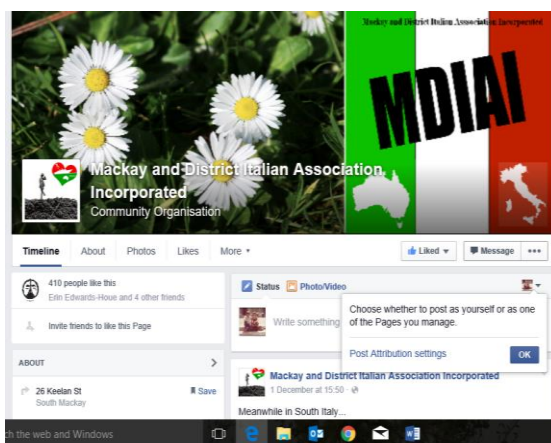 Mackay and District Italian Association Incorporated
MDIAI
Mackay and District Italian Association
Incorporated
Community Organisation
Timeline About Photos Likes More
Liked Message
410 people like this
Erin Edwards-Houe and 4 other friends
Invite friends to like this Page
ABOUT
26 Keelan St
South Mackay
Save
Status Photo/Video
Write something
Choose whether to post as yourself or as one
of the Pages you manage.
Post Attribution settings OK
Mackay and District Italian Association Incorporated
1 December at 15:50
Meanwhile in South Italy...
ch the web and Windows